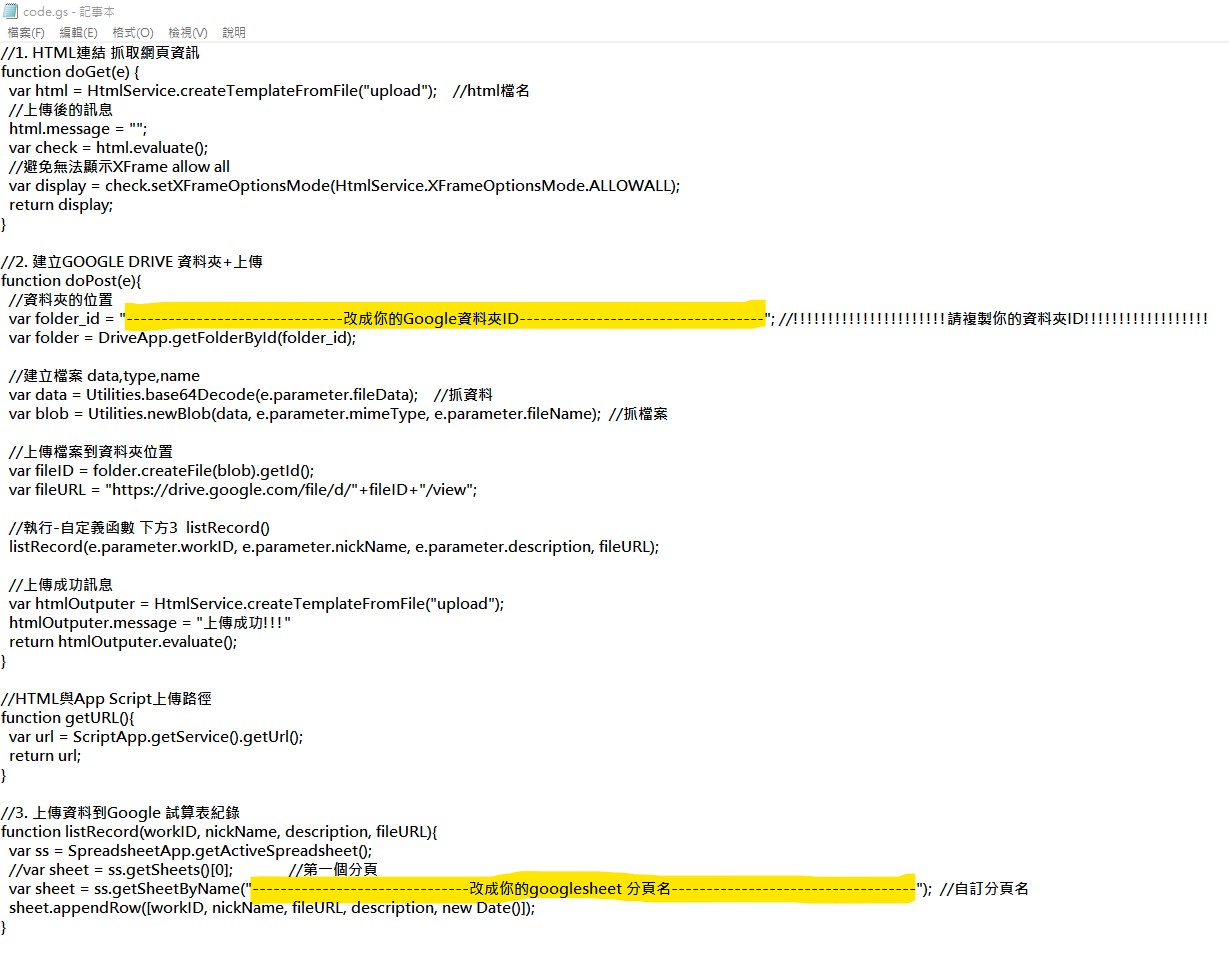 code.gs - 記事本
檔案(F) 編輯(E) 格式(O) 檢視(V) 說明
//1. HTML連結 抓取網頁資訊
function doGet(e) {
  var html = HtmlService.createTemplateFromFile("upload");    //html檔名
  //上傳後的訊息
  html.message = "";
  var check = html.evaluate();
  //避免無法顯示XFrame allow all
  var display = check.setXFrameOptionsMode(HtmlService.XFrameOptionsMode.ALLOWALL);
  return display;
}

//2. 建立GOOGLE DRIVE 資料夾+上傳
function doPost(e){
  //資料夾的位置
  var folder_id = "-------------------------------改成你的Google資料夾ID-----------------------------------"; //!!!!!!!!!!!!!!!!!!!!!!請複製你的資料夾ID!!!!!!!!!!!!!!!!!!
  var folder = DriveApp.getFolderById(folder_id);

  //建立檔案 data,type,name
  var data = Utilities.base64Decode(e.parameter.fileData);    //抓資料
  var blob = Utilities.newBlob(data, e.parameter.mimeType, e.parameter.fileName);  //抓檔案

  //上傳檔案到資料夾位置
  var fileID = folder.createFile(blob).getId();
  var fileURL = "https://drive.google.com/file/d/"+fileID+"/view";

  //執行-自定義函數 下方3  listRecord()
  listRecord(e.parameter.workID, e.parameter.nickName, e.parameter.description, fileURL);

  //上傳成功訊息
  var htmlOutputer = HtmlService.createTemplateFromFile("upload");
  htmlOutputer.message = "上傳成功!!!"
  return htmlOutputer.evaluate();
}

//HTML與App Script上傳路徑
function getURL(){
  var url = ScriptApp.getService().getUrl();
  return url;
}

//3. 上傳資料到Google 試算表紀錄
function listRecord(workID, nickName, description, fileURL){
  var ss = SpreadsheetApp.getActiveSpreadsheet();
  //var sheet = ss.getSheets()[0];              //第一個分頁
  var sheet = ss.getSheetByName("-------------------------------改成你的googlesheet 分頁名-----------------------------------");  //自訂分頁名
  sheet.appendRow([workID, nickName, fileURL, description, new Date()]);
}